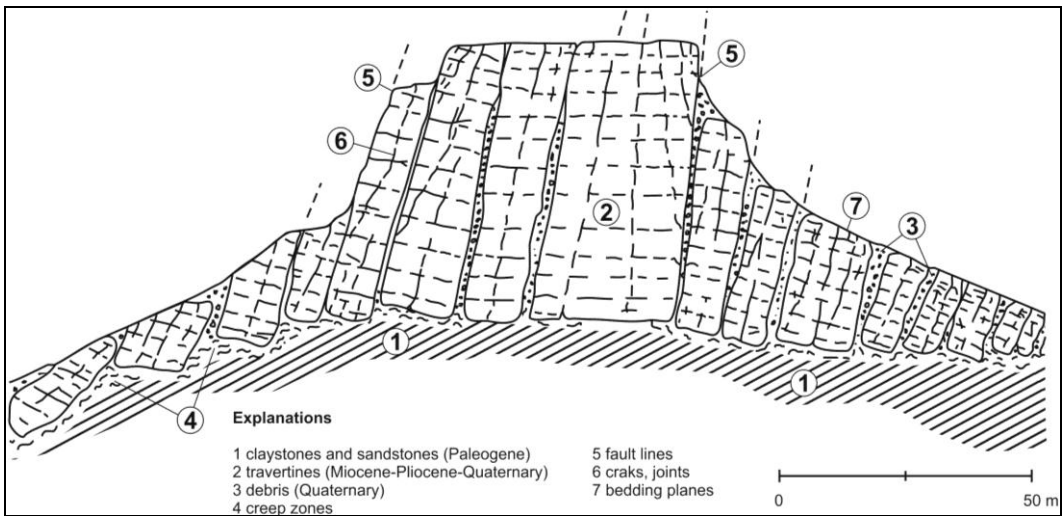 5
5
6
2
7
3
1
1
4
Explanations
1 claystones and sandstones (Paleogene)
2 travertines (Miocene-Pliocene-Quaternary)
3 debris (Quaternary)
4 creep zones
5 fault lines
6 craks, joints
7 bedding planes
0 50 m